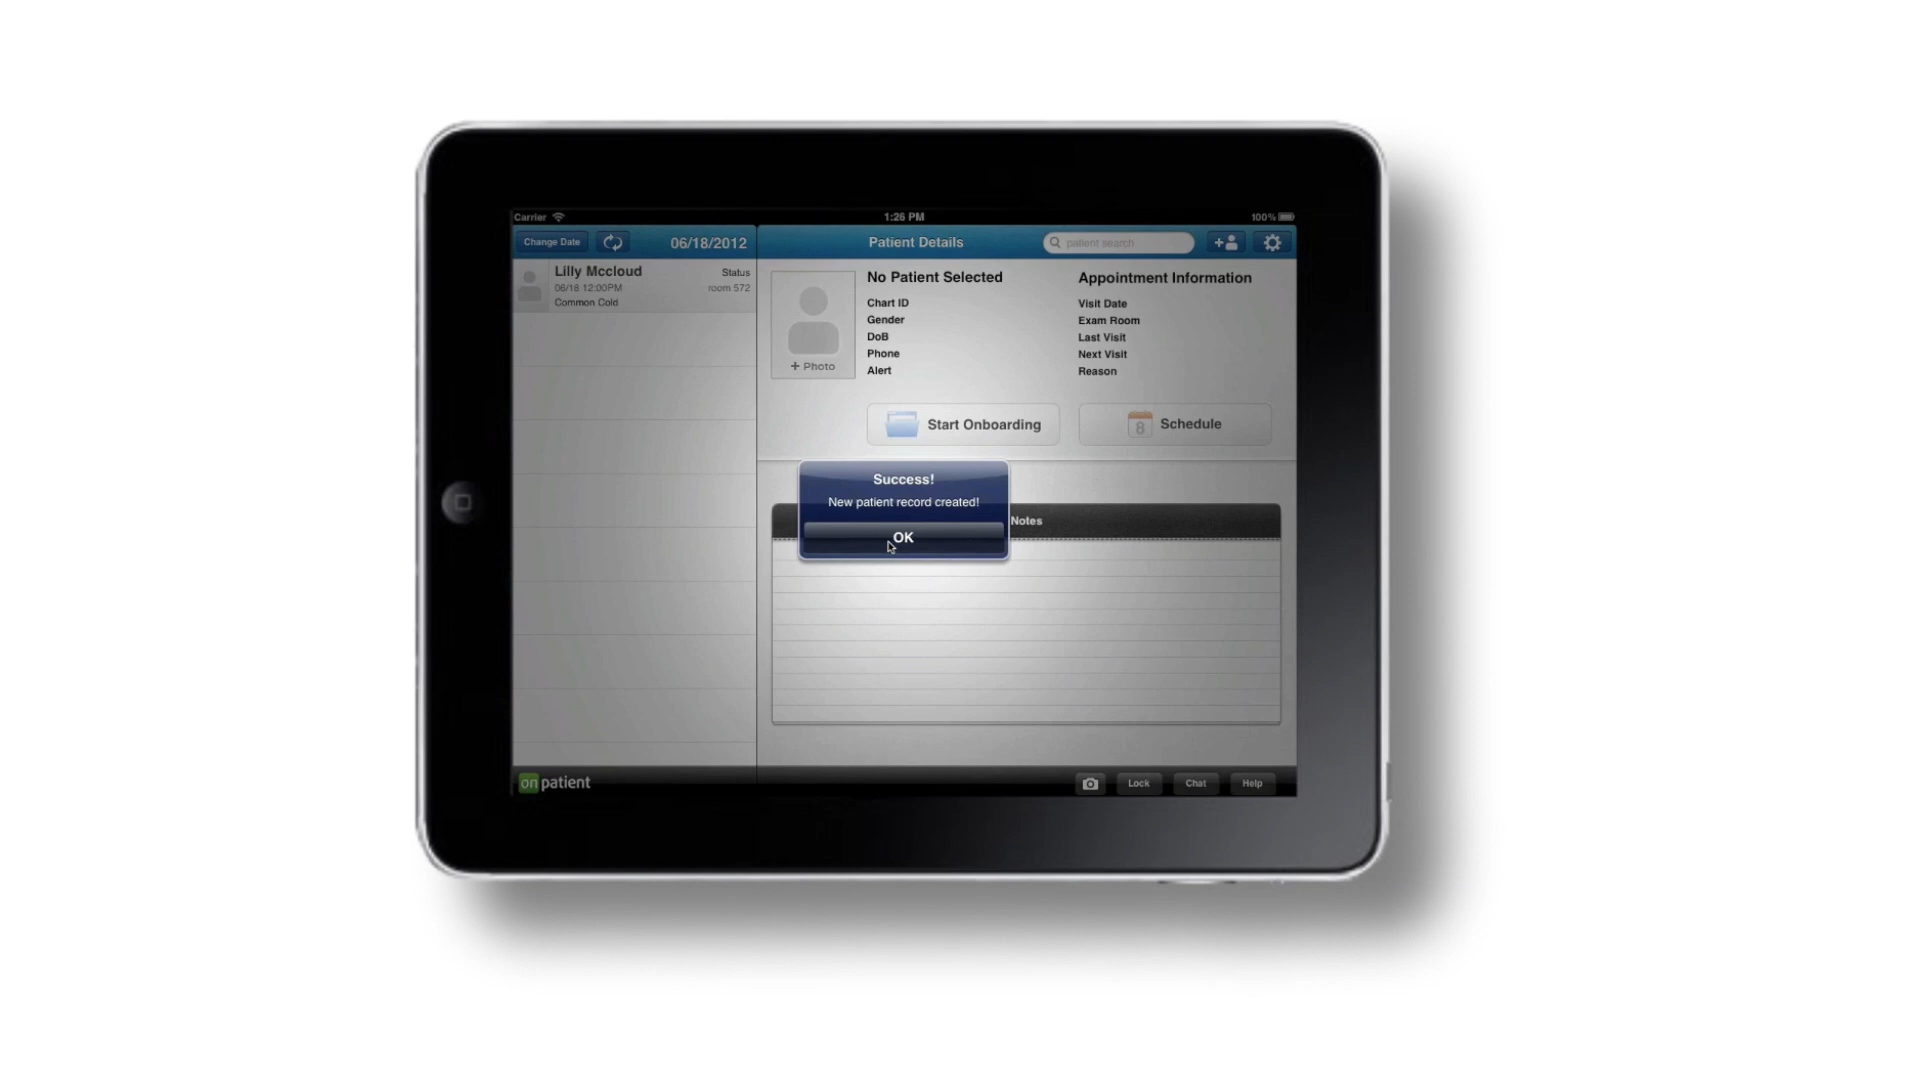 Carrier
1:26 PM
100%
Change Date
06/18/2012
Patient Details
patient search
Lilly Mccloud
Status
06/18 12:00PM
room 572
Common Cold
No Patient Selected
Chart ID
Gender
DoB
Phone
Alert
+ Photo
Appointment Information
Visit Date
Exam Room
Last Visit
Next Visit
Reason
Start Onboarding
8
Schedule
Success!
New patient record created!
OK
Notes
onpatient
Lock
Chat
Help